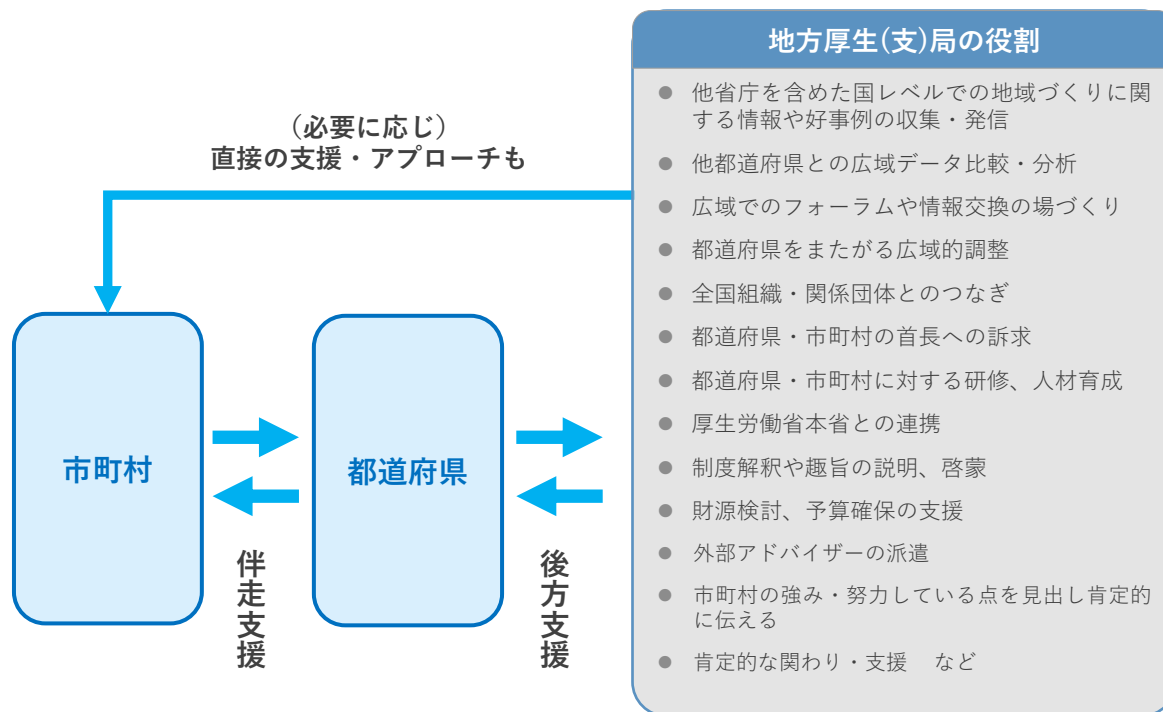 地方厚生(支)局の役割
● 他省庁を含めた国レベルでの地域づくりに関
する情報や好事例の収集・発信
● 他都道府県との広域データ比較・分析
● 広域でのフォーラムや情報交換の場づくり
● 都道府県をまたがる広域的調整
● 全国組織・関係団体とのつなぎ
● 都道府県・市町村の首長への訴求
● 都道府県・市町村に対する研修、人材育成
● 厚生労働省本省との連携
● 制度解釈や趣旨の説明、啓蒙
● 財源検討、予算確保の支援
● 外部アドバイザーの派遣
● 市町村の強み・努力している点を見出し肯定的
に伝える
● 肯定的な関わり・支援　など
（必要に応じ）
直接の支援・アプローチも
市町村
都道府県
伴走支援
後方支援